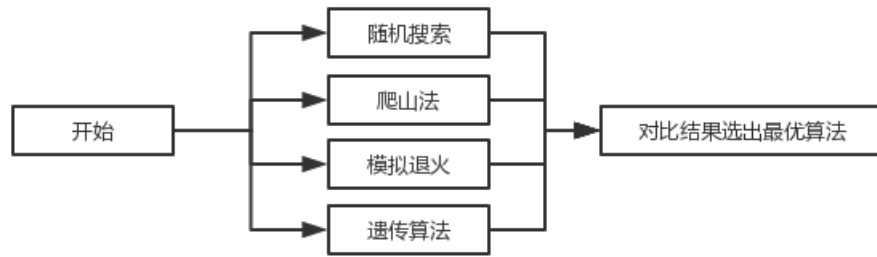 开始
随机搜索
爬山法
模拟退火
遗传算法
对比结果选出最优算法